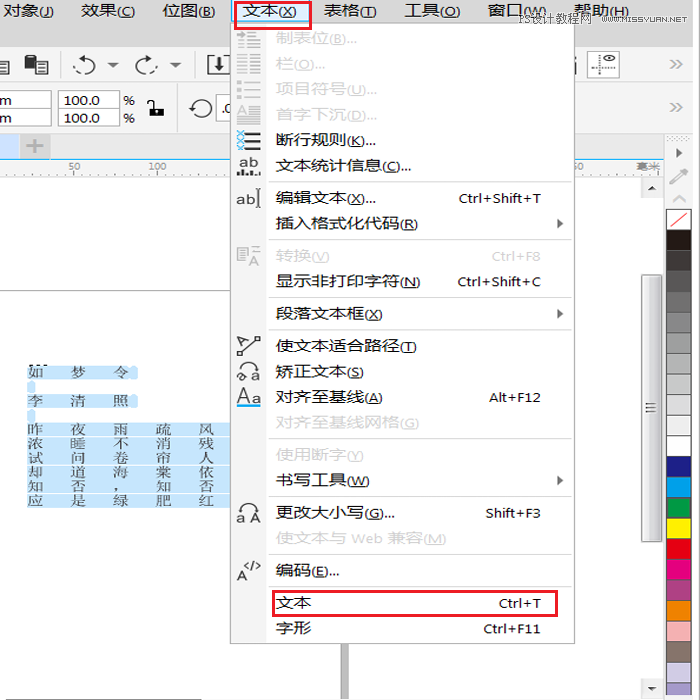 对象(J) 效果(C) 位图(B) 文本(X) 表格(T) 工具(O) 窗口(W) 帮助(H)
PS设计教程网 WWW.MISSYUAN.NET
制表位(B)...
栏(O)...
项目符号(U)...
首字下沉(D)...
断行规则(K)...
文本统计信息(C)...
编辑文本(X)... Ctrl+Shift+T
插入格式化代码(R)
转换(V) Ctrl+F8
显示非打印字符(N) Ctrl+Shift+C
段落文本框(X)
使文本适合路径(T)
矫正文本(S)
对齐至基线(A) Alt+F12
对齐至基线网格(G)
使用断字(Y)
书写工具(W)
更改大小写(G)... Shift+F3
使文本与 Web 兼容(M)
编码(E)...
文本 Ctrl+T
字形 Ctrl+F11
m 100.0 %
m 100.0 %
50 100 毫米
如 梦 令
李 清 照
昨 夜 雨 疏 风
浓 睡 不 消 残
试 问 卷 帘 人
却 道 海 棠 依
知 否 ， 知 否
应 是 绿 肥 红